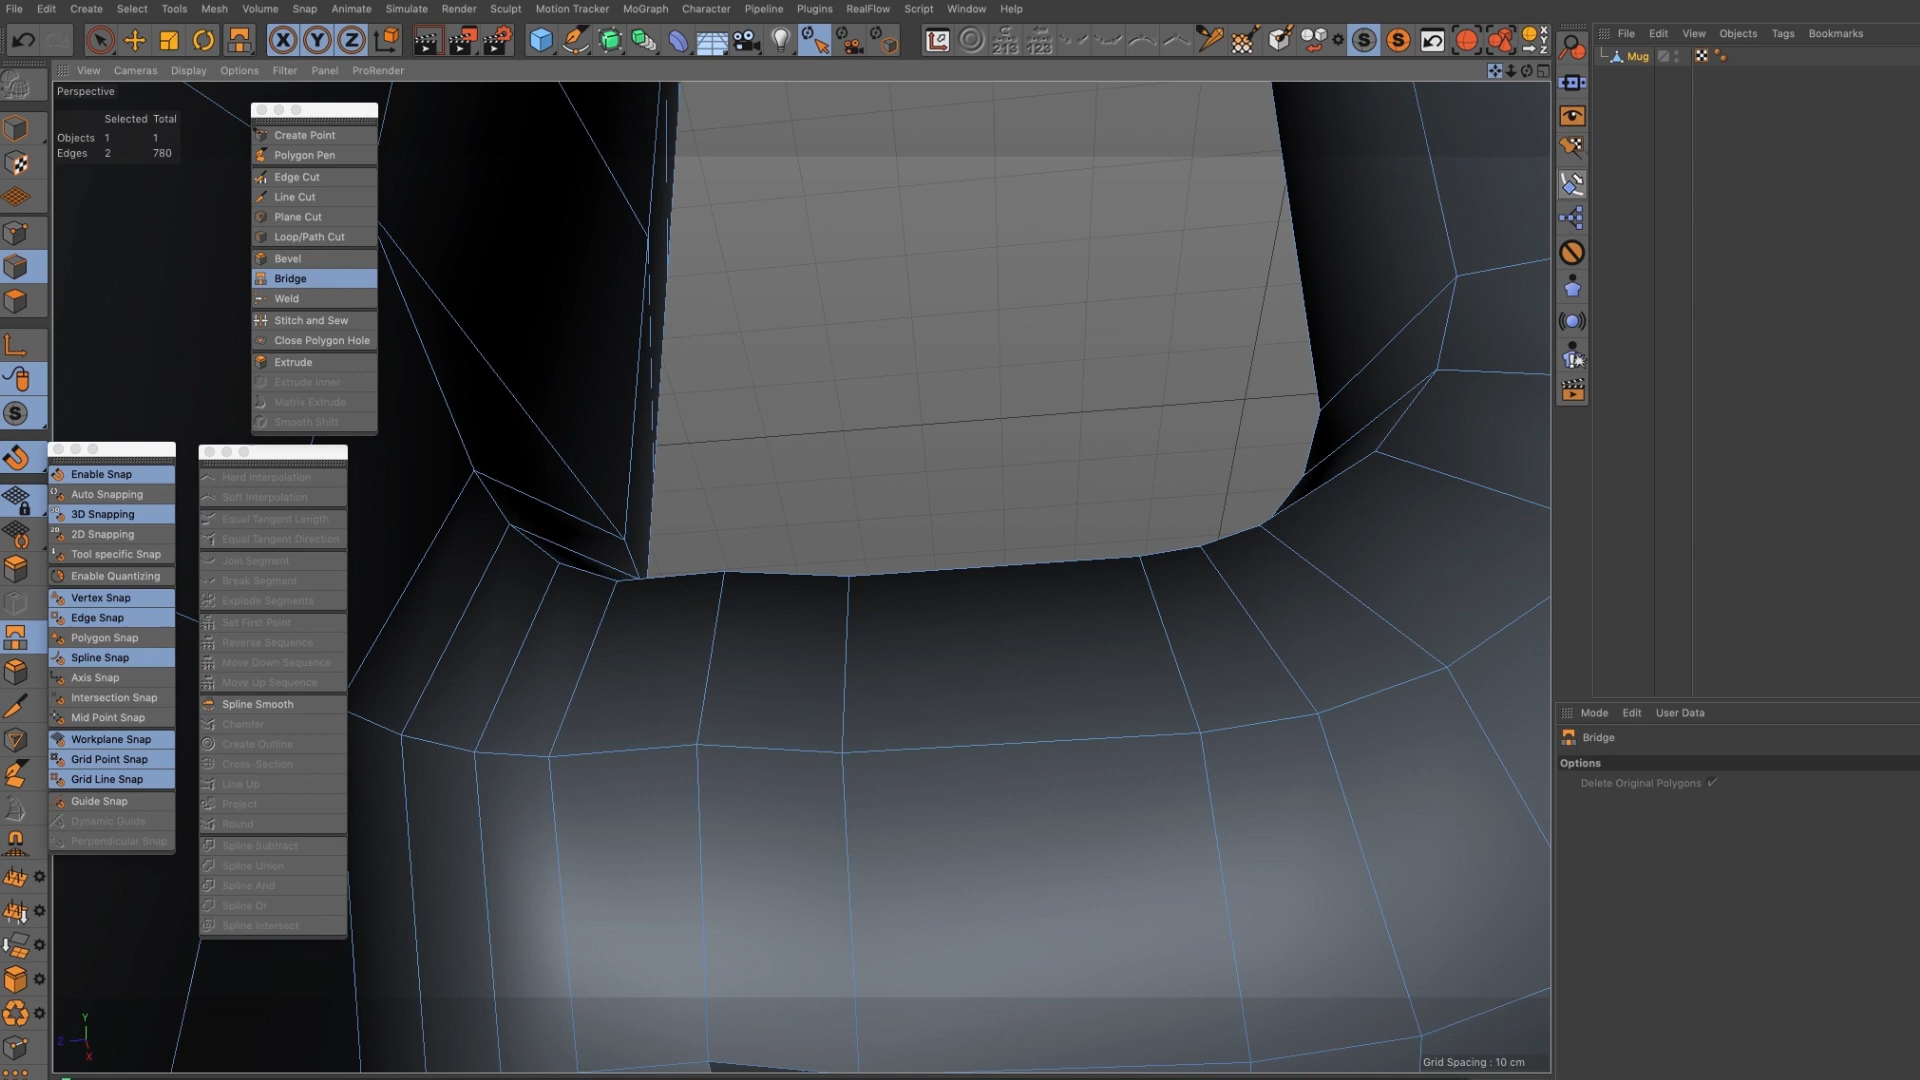 File Edit Create Select Tools Mesh Volume Snap Animate Simulate Render Sculpt Motion Tracker MoGraph Character Pipeline Plugins RealFlow Script Window Help
File Edit View Objects Tags Bookmarks
Mug
View Cameras Display Options Filter Panel ProRender
Perspective
Selected Total
Objects 1 1
Edges 2 780
Create Point
Polygon Pen
Edge Cut
Line Cut
Plane Cut
Loop/Path Cut
Bevel
Bridge
Weld
Stitch and Sew
Close Polygon Hole
Extrude
Extrude Inner
Matrix Extrude
Smooth Shift
Enable Snap
Auto Snapping
3D Snapping
2D Snapping
Tool specific Snap
Enable Quantizing
Vertex Snap
Edge Snap
Polygon Snap
Spline Snap
Axis Snap
Intersection Snap
Mid Point Snap
Workplane Snap
Grid Point Snap
Grid Line Snap
Guide Snap
Dynamic Guide
Perpendicular Snap
Hard Interpolation
Soft Interpolation
Equal Tangent Length
Equal Tangent Direction
Join Segment
Break Segment
Explode Segments
Set First Point
Reverse Sequence
Move Down Sequence
Move Up Sequence
Spline Smooth
Chamfer
Create Outline
Cross-Section
Line Up
Project
Round
Spline Subtract
Spline Union
Spline And
Spline Or
Spline Intersect
Mode Edit User Data
Bridge
Options
Delete Original Polygons
Y
Z
X
Grid Spacing : 10 cm